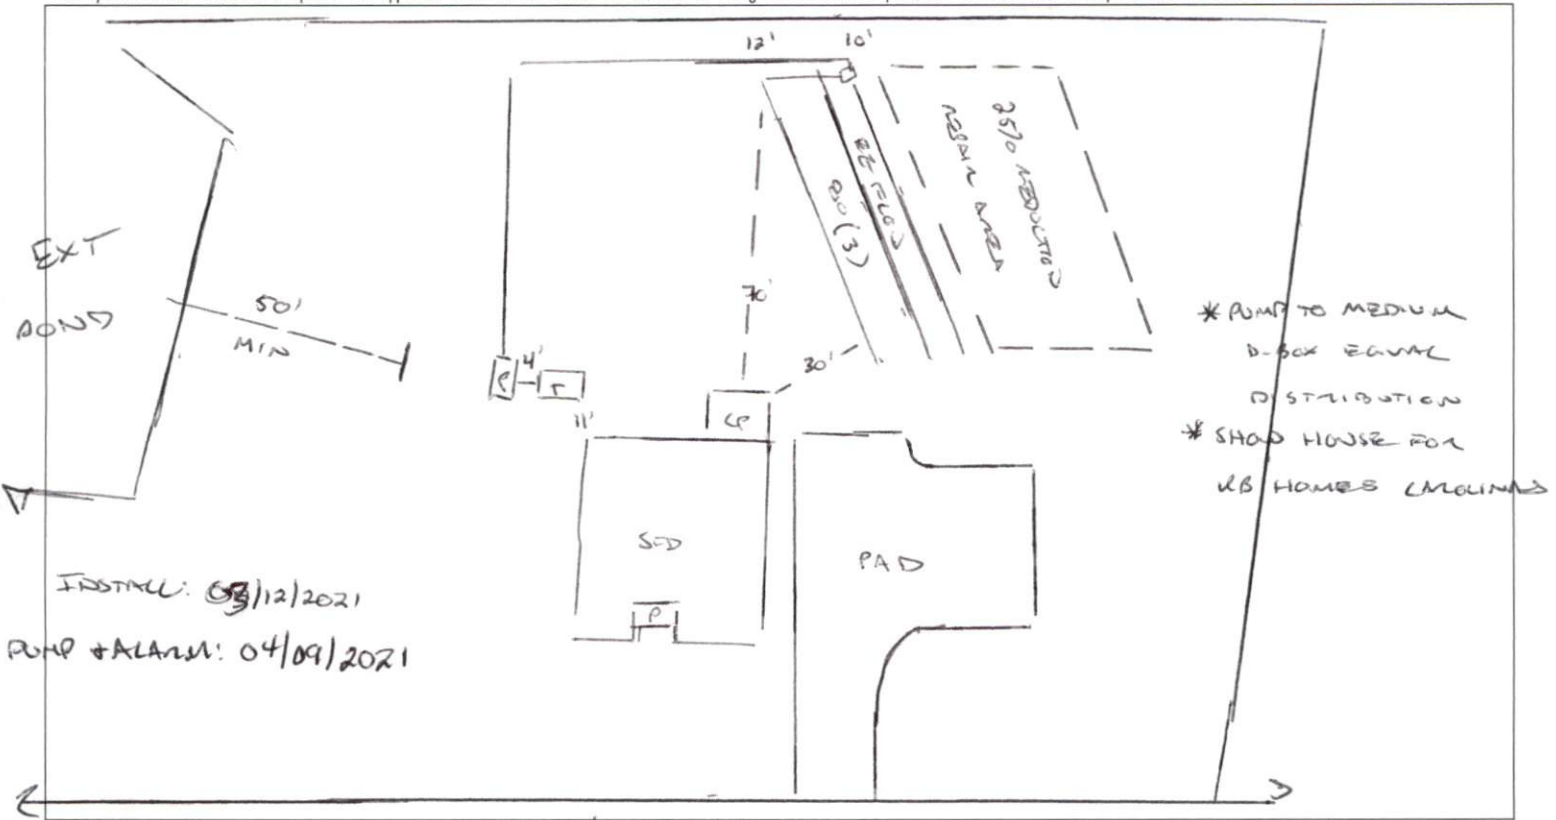 12'
10'
25% REDUCTION
REPAIR AREA
EZ FLOW
(3)
EXT
POND
50'
MIN
70'
30'
P
4'
T
11'
CP
* PUMP TO MEDIUM
D-BOX EQUAL
DISTRIBUTION
* SHOW HOUSE FOR
HOMES CAROLINAS
SFD
PAD
P
INSTALL: 03/12/2021
PUMP + ALARM: 04/09/2021